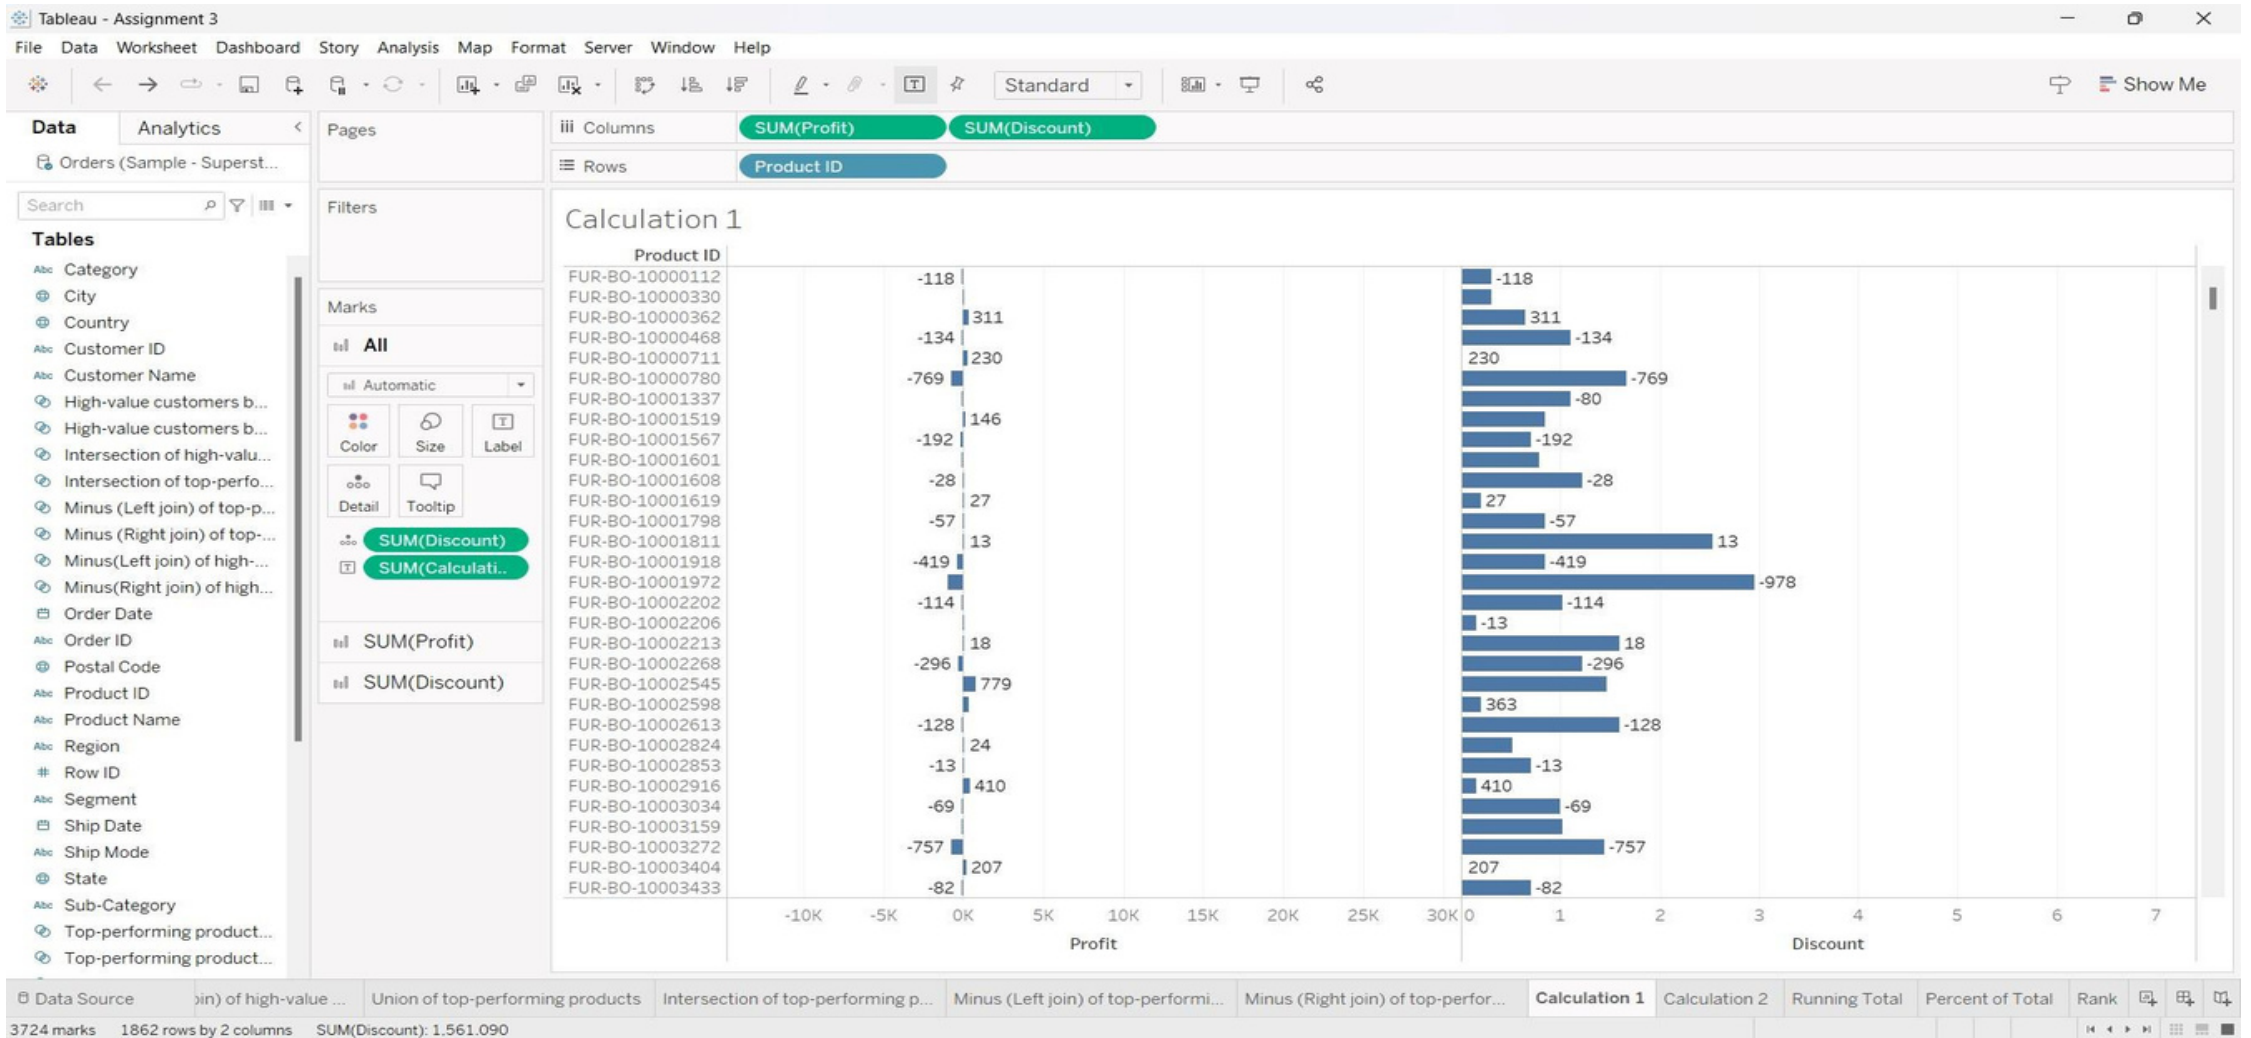 Tableau - Assignment 3
File Data Worksheet Dashboard Story Analysis Map Format Server Window Help
Standard
Show Me
Data Analytics
Orders (Sample - Superst...
Search
Tables
Category
City
Country
Customer ID
Customer Name
High-value customers b...
High-value customers b...
Intersection of high-valu...
Intersection of top-perfo...
Minus (Left join) of top-p...
Minus (Right join) of top-...
Minus(Left join) of high-...
Minus(Right join) of high...
Order Date
Order ID
Postal Code
Product ID
Product Name
Region
Row ID
Segment
Ship Date
Ship Mode
State
Sub-Category
Top-performing product...
Top-performing product...
Pages
Filters
Marks
All
Automatic
Color Size Label
Detail Tooltip
SUM(Discount)
SUM(Calculati..
SUM(Profit)
SUM(Discount)
Columns SUM(Profit) SUM(Discount)
Rows Product ID
Calculation 1
Product ID
FUR-BO-10000112 -118 -118
FUR-BO-10000330
FUR-BO-10000362 311 311
FUR-BO-10000468 -134 -134
FUR-BO-10000711 230 230
FUR-BO-10000780 -769 -769
FUR-BO-10001337 -80
FUR-BO-10001519 146
FUR-BO-10001567 -192 -192
FUR-BO-10001601
FUR-BO-10001608 -28 -28
FUR-BO-10001619 27 27
FUR-BO-10001798 -57 -57
FUR-BO-10001811 13 13
FUR-BO-10001918 -419 -419
FUR-BO-10001972 -978
FUR-BO-10002202 -114 -114
FUR-BO-10002206 -13
FUR-BO-10002213 18 18
FUR-BO-10002268 -296 -296
FUR-BO-10002545 779
FUR-BO-10002598 363
FUR-BO-10002613 -128 -128
FUR-BO-10002824 24
FUR-BO-10002853 -13 -13
FUR-BO-10002916 410 410
FUR-BO-10003034 -69 -69
FUR-BO-10003159
FUR-BO-10003272 -757 -757
FUR-BO-10003404 207 207
FUR-BO-10003433 -82 -82
-10K -5K 0K 5K 10K 15K 20K 25K 30K 0 1 2 3 4 5 6 7
Profit Discount
Data Source oin) of high-value ... Union of top-performing products Intersection of top-performing p... Minus (Left join) of top-performi... Minus (Right join) of top-perfor... Calculation 1 Calculation 2 Running Total Percent of Total Rank
3724 marks 1862 rows by 2 columns SUM(Discount): 1.561.090